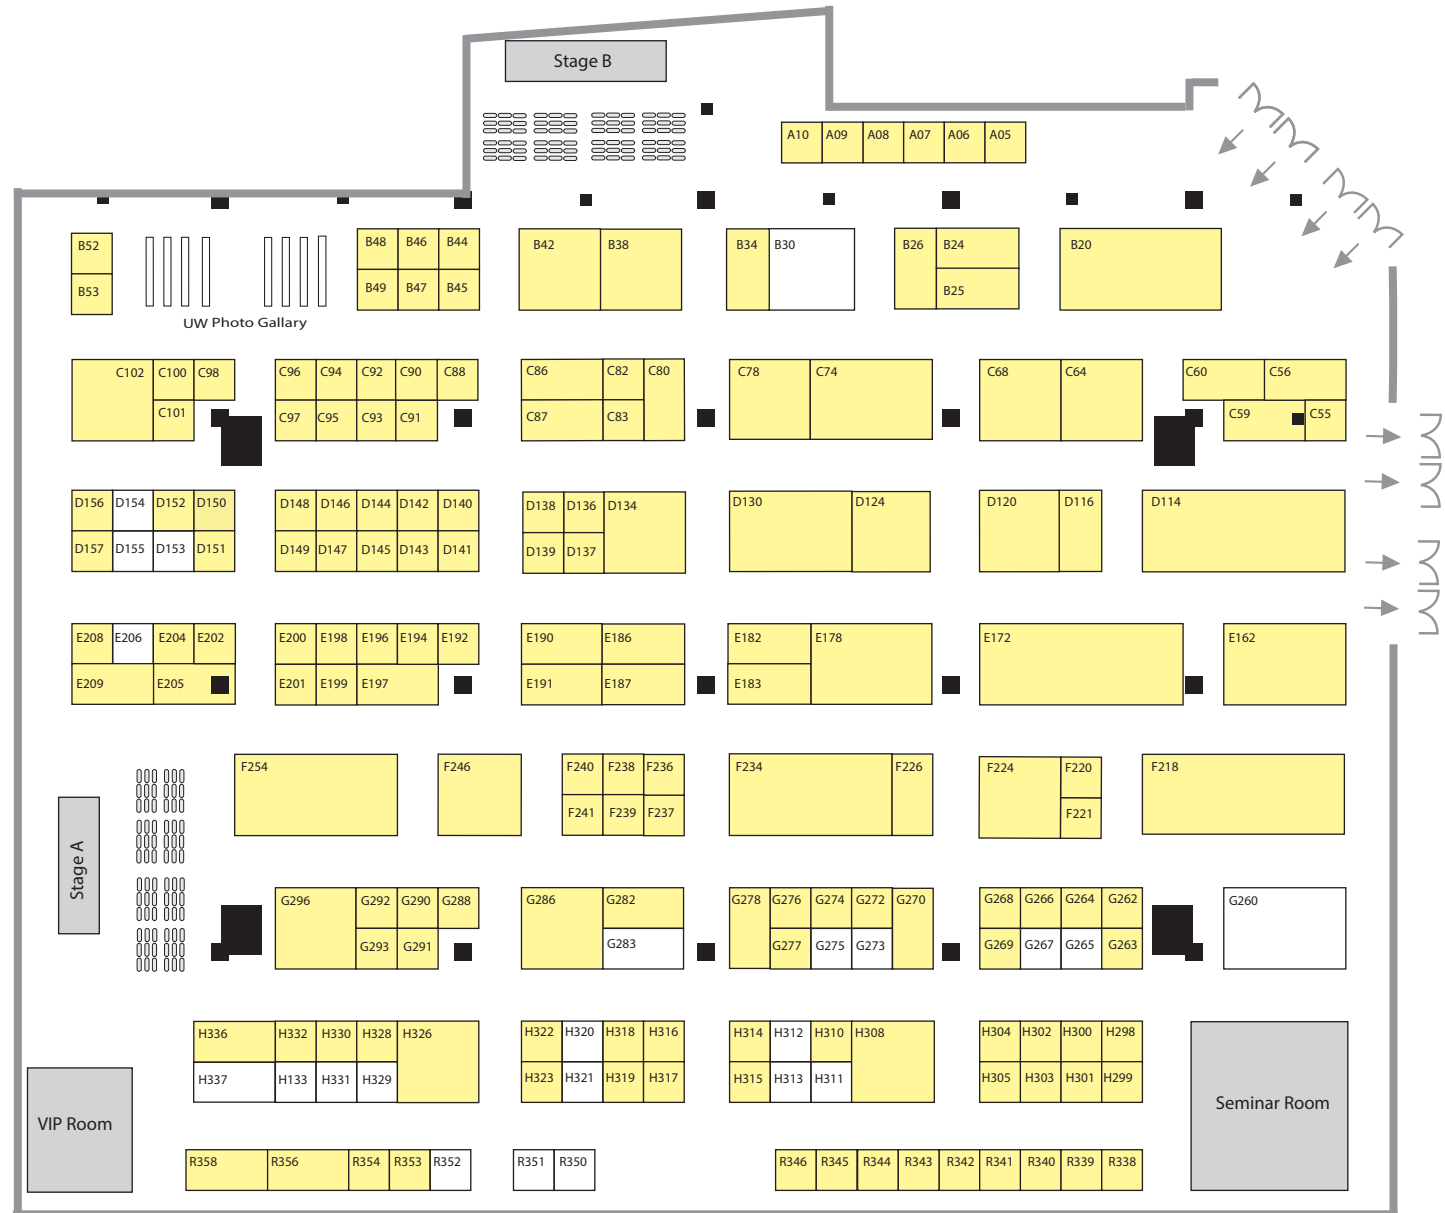 Stage B
A10 A09 A08 A07 A06 A05
B52 B48 B46 B44 B42 B38 B34 B30 B26 B24 B20
B53 B49 B47 B45 B25
UW Photo Gallary
C102 C100 C98 C96 C94 C92 C90 C88 C86 C82 C80 C78 C74 C68 C64 C60 C56
C101 C97 C95 C93 C91 C87 C83 C59 C55
D156 D154 D152 D150 D148 D146 D144 D142 D140 D138 D136 D134 D130 D124 D120 D116 D114
D157 D155 D153 D151 D149 D147 D145 D143 D141 D139 D137
E208 E206 E204 E202 E200 E198 E196 E194 E192 E190 E186 E182 E178 E172 E162
E209 E205 E201 E199 E197 E191 E187 E183
F254 F246 F240 F238 F236 F234 F226 F224 F220 F218
F241 F239 F237 F221
Stage A
G296 G292 G290 G288 G286 G282 G278 G276 G274 G272 G270 G268 G266 G264 G262 G260
G293 G291 G283 G277 G275 G273 G269 G267 G265 G263
H336 H332 H330 H328 H326 H322 H320 H318 H316 H314 H312 H310 H308 H304 H302 H300 H298
H337 H133 H331 H329 H323 H321 H319 H317 H315 H313 H311 H305 H303 H301 H299
VIP Room
Seminar Room
R358 R356 R354 R353 R352 R351 R350 R346 R345 R344 R343 R342 R341 R340 R339 R338